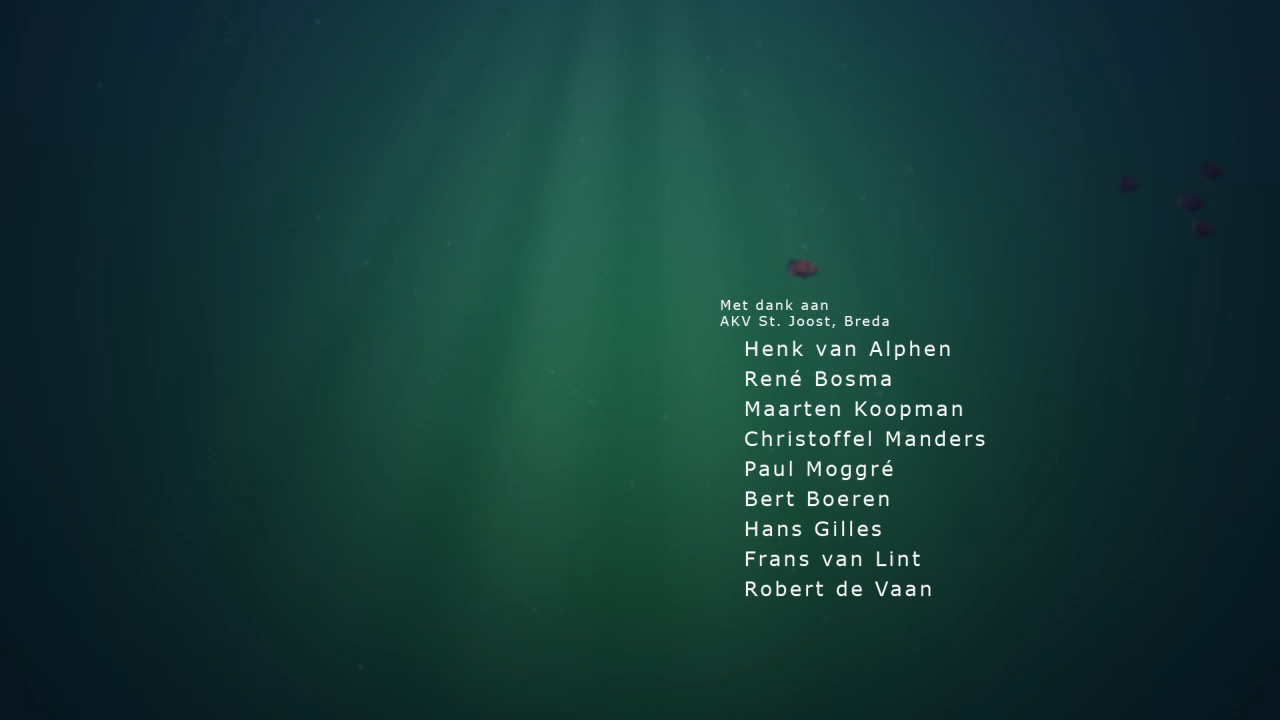 Met dank aan
AKV St. Joost, Breda
Henk van Alphen
René Bosma
Maarten Koopman
Christoffel Manders
Paul Moggré
Bert Boeren
Hans Gilles
Frans van Lint
Robert de Vaan